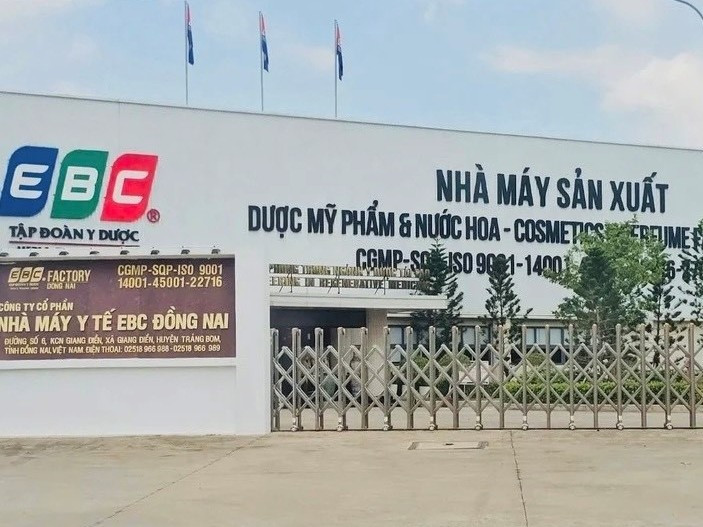 EBC®
TẬP ĐOÀN Y DƯỢC
NHÀ MÁY SẢN XUẤT
DƯỢC MỸ PHẨM & NƯỚC HOA - COSMETICS
CGMP-SQP-ISO 9001-1400
EBC FACTORY
ĐỒNG NAI
CGMP-SQP-ISO 9001
14001-45001-22716
CÔNG TY CỔ PHẦN
NHÀ MÁY Y TẾ EBC ĐỒNG NAI
ĐƯỜNG SỐ 6, KCN GIANG ĐIỀN, XÃ GIANG ĐIỀN, HUYỆN TRẢNG BOM,
TỈNH ĐỒNG NAI, VIỆT NAM ĐIỆN THOẠI: 02518 966 988 - 02518 966 989